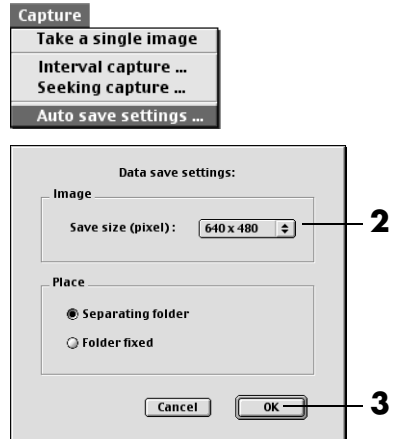 Capture
Take a single image
Interval capture ...
Seeking capture ...
Auto save settings ...
Data save settings:
Image
Save size (pixel) : 640 x 480 2
Place
Separating folder
Folder fixed
Cancel OK 3